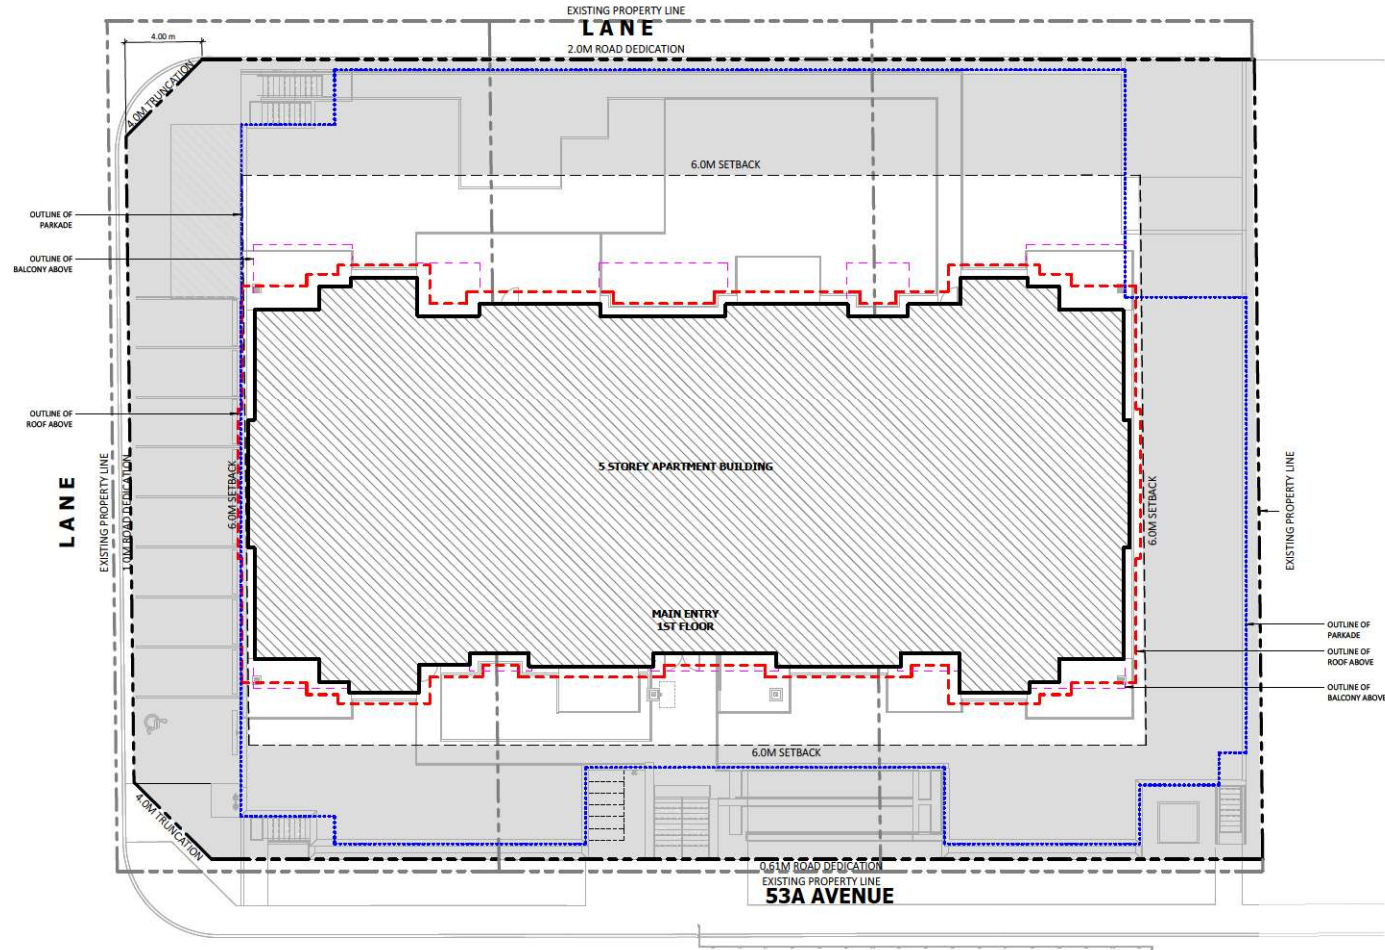 EXISTING PROPERTY LINE
LANE
2.0M ROAD DEDICATION
4.00 m
4.0M TRUNCATION
6.0M SETBACK
OUTLINE OF
PARKADE
OUTLINE OF
BALCONY ABOVE
OUTLINE OF
ROOF ABOVE
LANE
EXISTING PROPERTY LINE
1.0M ROAD DEDICATION
6.0M SETBACK
5 STOREY APARTMENT BUILDING
MAIN ENTRY
1ST FLOOR
6.0M SETBACK
EXISTING PROPERTY LINE
OUTLINE OF
PARKADE
OUTLINE OF
ROOF ABOVE
OUTLINE OF
BALCONY ABOVE
6.0M SETBACK
4.0M TRUNCATION
0.61M ROAD DEDICATION
EXISTING PROPERTY LINE
53A AVENUE